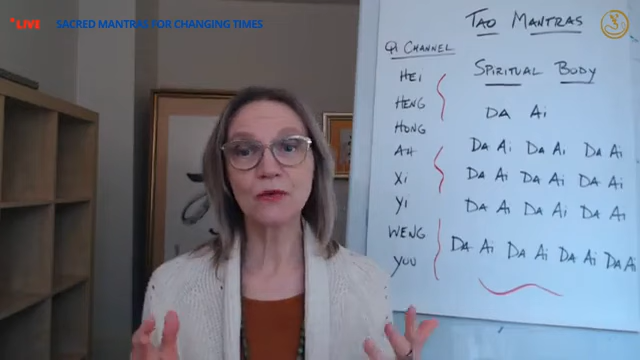 LIVE SACRED MANTRAS FOR CHANGING TIMES
TAO MANTRAS
QI CHANNEL
HEI
HENG
HONG
AH
XI
YI
WENG
YOU
SPIRITUAL BODY
DA Ai
DA Ai DA Ai DA Ai
DA Ai DA Ai DA Ai
DA Ai DA Ai DA Ai
DA Ai DA Ai DA Ai DA Ai